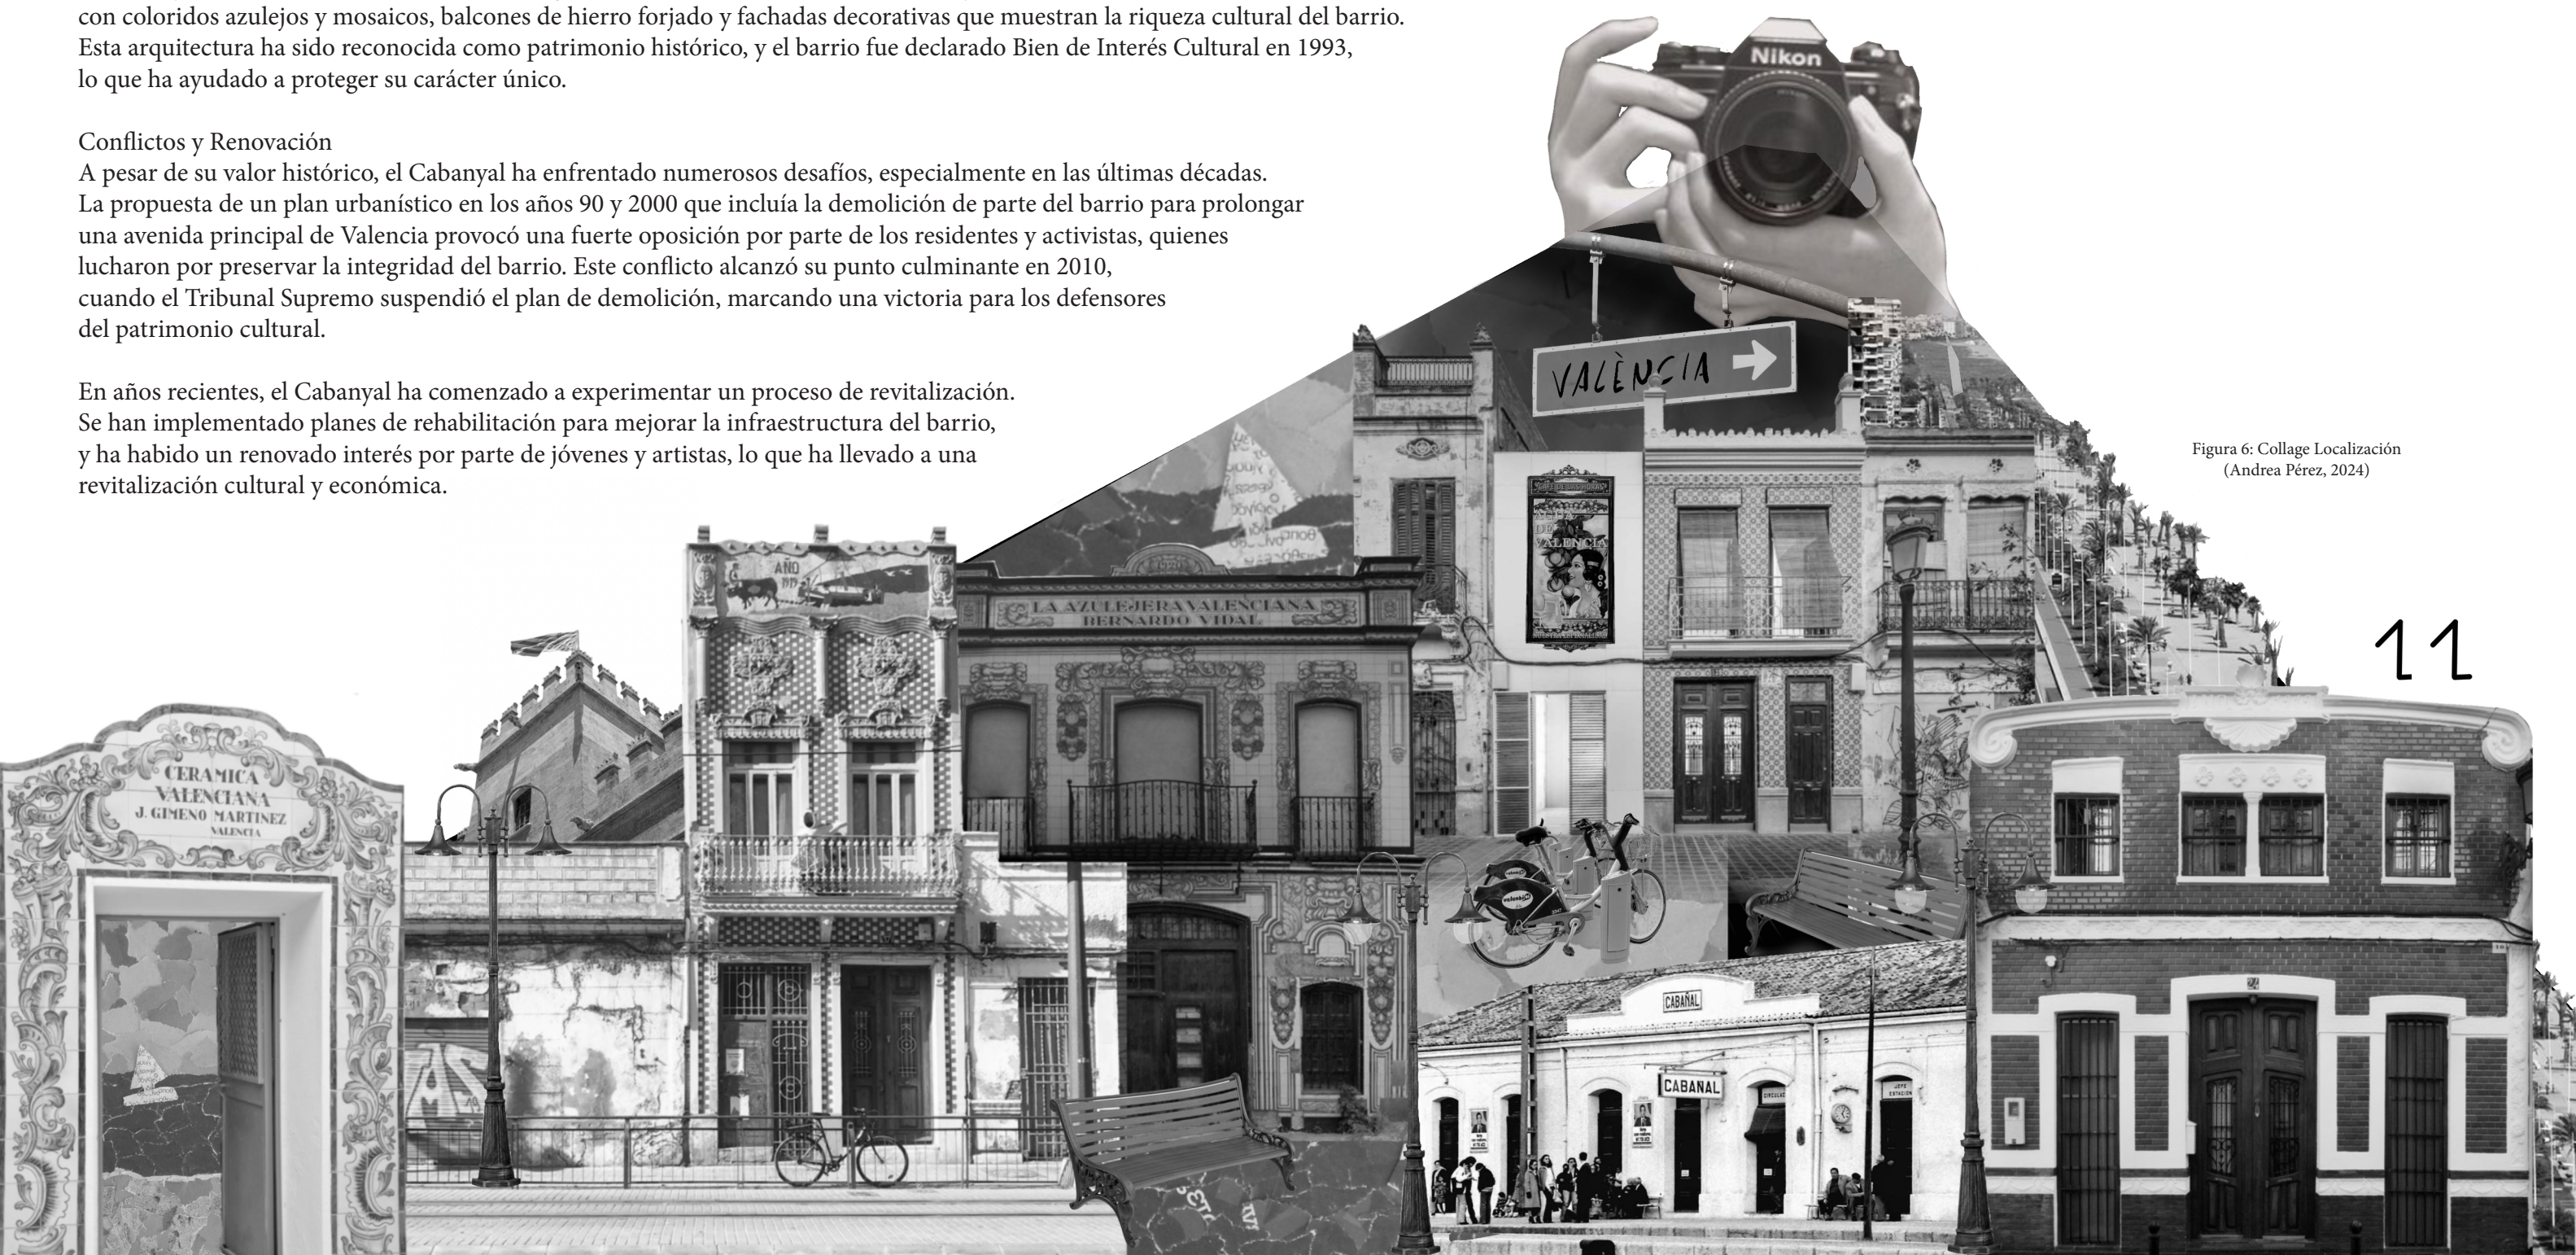 con coloridos azulejos y mosaicos, balcones de hierro forjado y fachadas decorativas que muestran la riqueza cultural del barrio.
Esta arquitectura ha sido reconocida como patrimonio histórico, y el barrio fue declarado Bien de Interés Cultural en 1993,
lo que ha ayudado a proteger su carácter único.
Conflictos y Renovación
A pesar de su valor histórico, el Cabanyal ha enfrentado numerosos desafíos, especialmente en las últimas décadas.
La propuesta de un plan urbanístico en los años 90 y 2000 que incluía la demolición de parte del barrio para prolongar
una avenida principal de Valencia provocó una fuerte oposición por parte de los residentes y activistas, quienes
lucharon por preservar la integridad del barrio. Este conflicto alcanzó su punto culminante en 2010,
cuando el Tribunal Supremo suspendió el plan de demolición, marcando una victoria para los defensores
del patrimonio cultural.
En años recientes, el Cabanyal ha comenzado a experimentar un proceso de revitalización.
Se han implementado planes de rehabilitación para mejorar la infraestructura del barrio,
y ha habido un renovado interés por parte de jóvenes y artistas, lo que ha llevado a una
revitalización cultural y económica.
Nikon
VALÈNCIA
Figura 6: Collage Localización
(Andrea Pérez, 2024)
AGUA
DE
VALENCIA
AÑO
LA AZULEJERA VALENCIANA
BERNARDO VIDAL
11
CERAMICA
VALENCIANA
J. GIMENO MARTINEZ
VALENCIA
CABAÑAL
CABAÑAL
JEFE
ESTACION